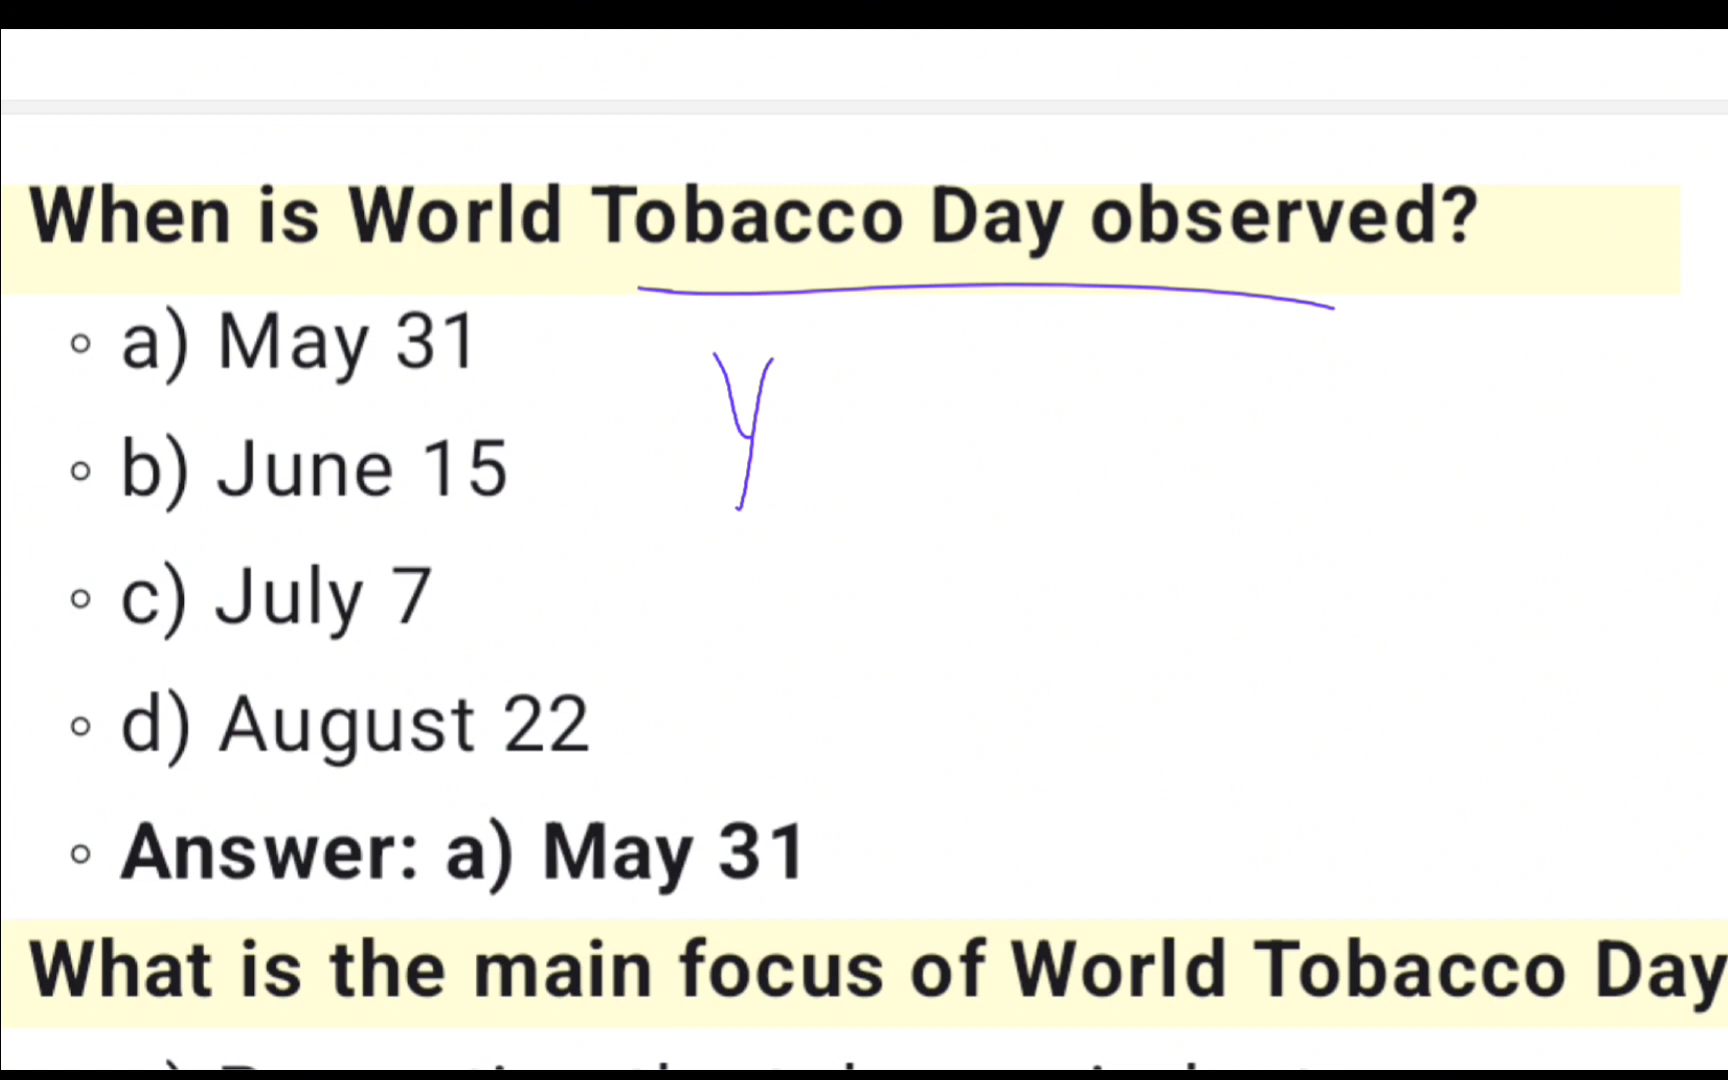 When is World Tobacco Day observed?
a) May 31
y
b) June 15
c) July 7
d) August 22
Answer: a) May 31
What is the main focus of World Tobacco Day